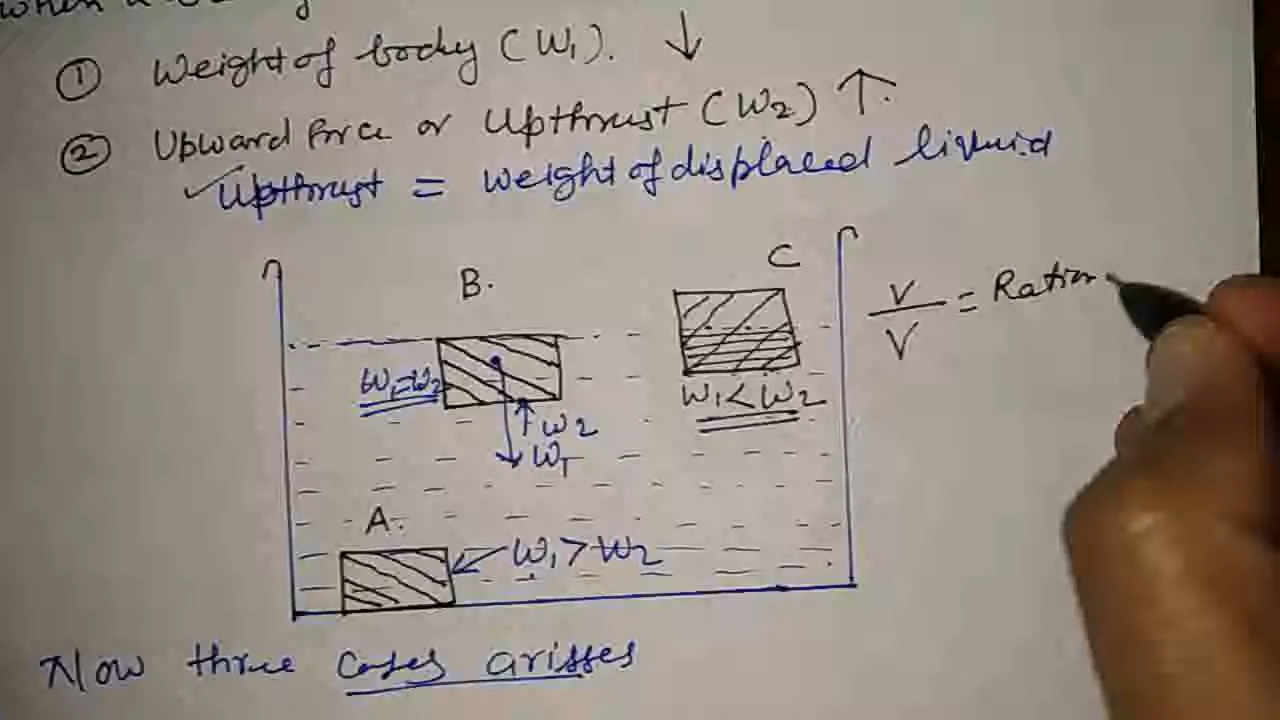 when a
① Weight of body (W1). ↓
② Upward Force or Upthrust (W2) ↑.
✓Upthrust = Weight of displaced liquid
B.
C
W1=W2
W2
W1
W1<W2
V/V = Ratio
A.
W1>W2
Now three cases arisses